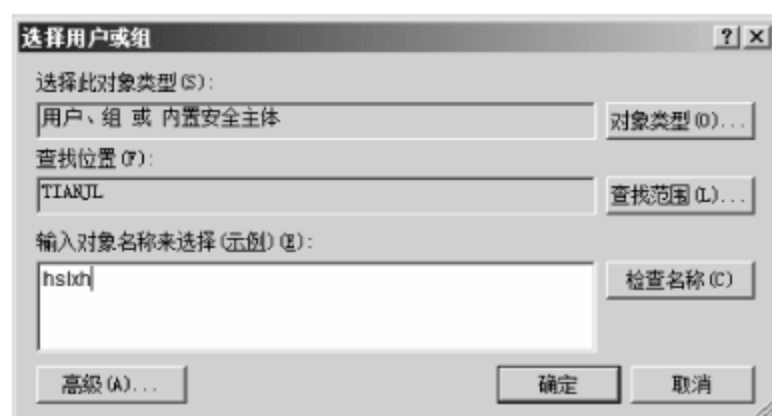 选择用户或组
选择此对象类型(S):
用户、组 或 内置安全主体 对象类型(O)...
查找位置(F):
TIANJL 查找范围(L)...
输入对象名称来选择(示例)(E):
hslxh 检查名称(C)
高级(A)... 确定 取消